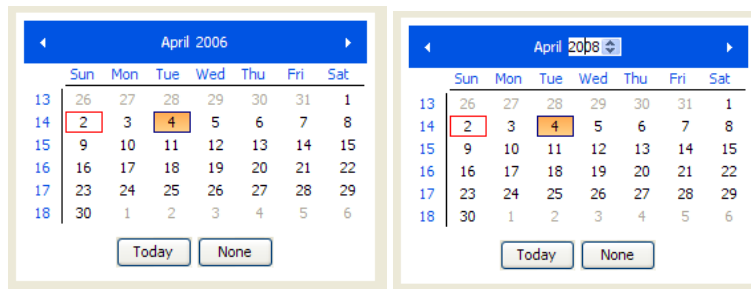 April 2006
Sun Mon Tue Wed Thu Fri Sat
13 26 27 28 29 30 31 1
14 2 3 4 5 6 7 8
15 9 10 11 12 13 14 15
16 16 17 18 19 20 21 22
17 23 24 25 26 27 28 29
18 30 1 2 3 4 5 6
Today None
April 2008
Sun Mon Tue Wed Thu Fri Sat
13 26 27 28 29 30 31 1
14 2 3 4 5 6 7 8
15 9 10 11 12 13 14 15
16 16 17 18 19 20 21 22
17 23 24 25 26 27 28 29
18 30 1 2 3 4 5 6
Today None